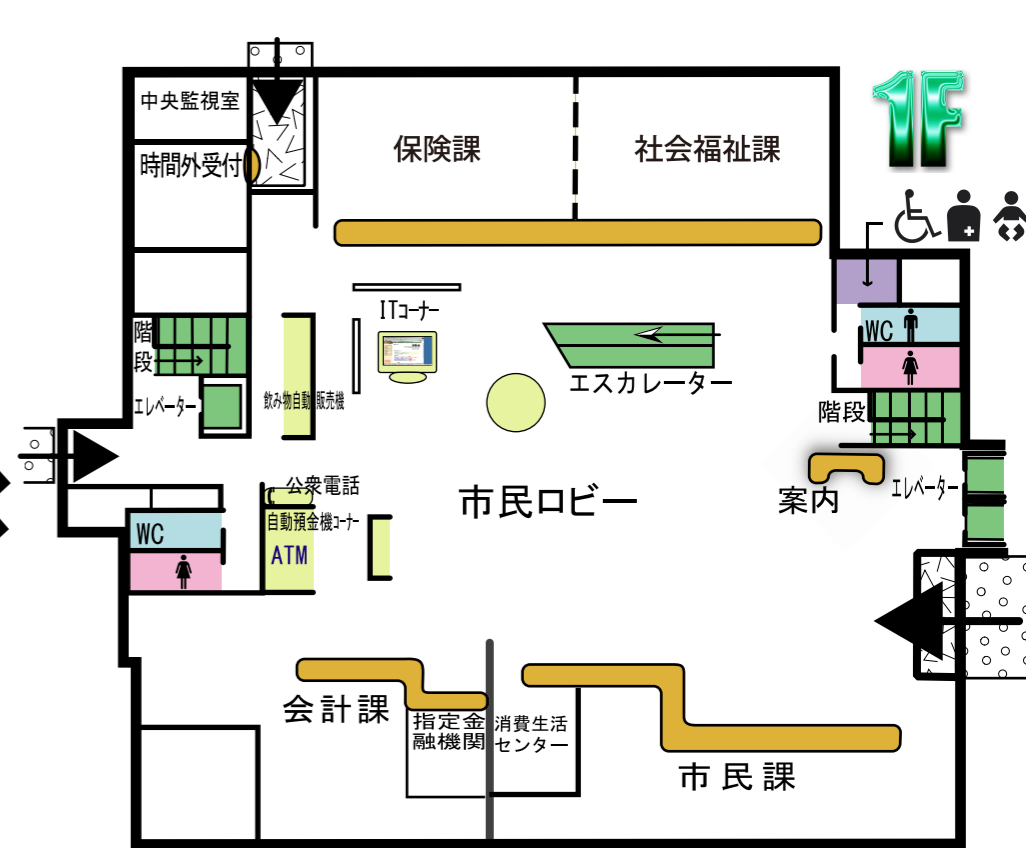 1F
中央監視室
時間外受付
保険課
社会福祉課
ITコーナー
エスカレーター
階
段
エレベーター
飲み物自動販売機
WC
階段
案内
エレベーター
市民ロビー
公衆電話
自動預金機コーナー
ATM
WC
会計課
指定金
融機関
消費生活
センター
市民課